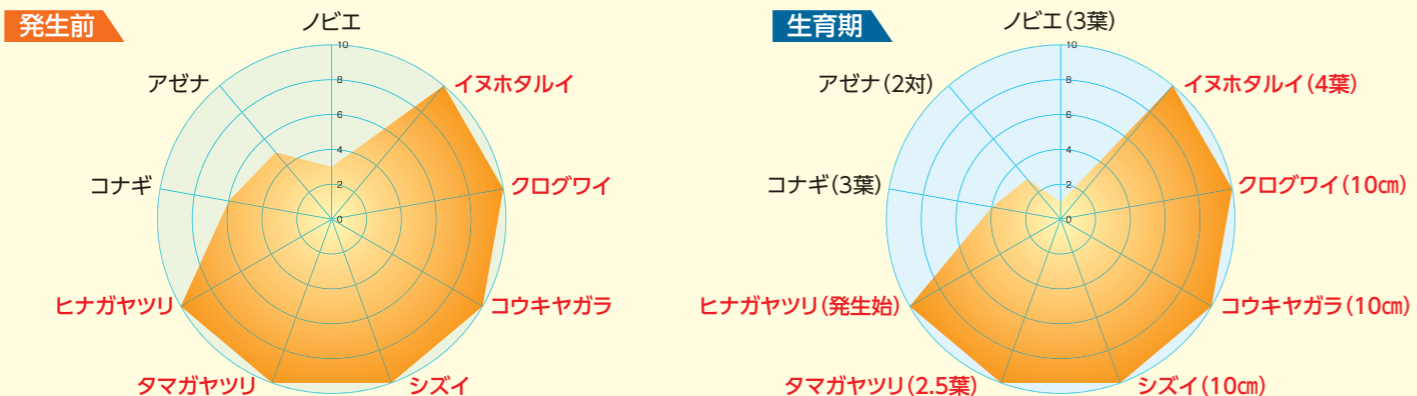 発生前
ノビエ
イヌホタルイ
クログワイ
コウキヤガラ
シズイ
タマガヤツリ
ヒナガヤツリ
コナギ
アゼナ
10
8
6
4
2
0
生育期
ノビエ(3葉)
イヌホタルイ(4葉)
クログワイ(10㎝)
コウキヤガラ(10㎝)
シズイ(10㎝)
タマガヤツリ(2.5葉)
ヒナガヤツリ(発生始)
コナギ(3葉)
アゼナ(2対)
10
8
6
4
2
0